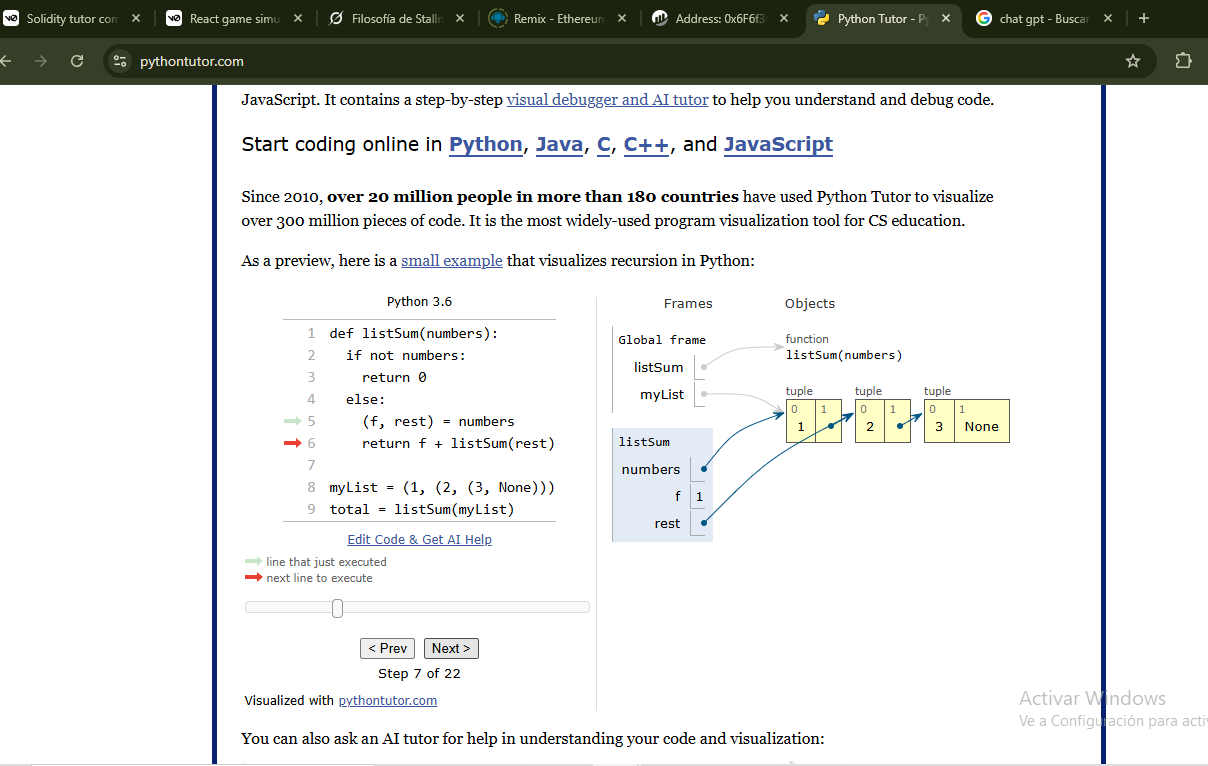 Solidity tutor com
React game simu
Filosofía de Stalln
Remix - Ethereum
Address: 0x6F6f3
Python Tutor - Py
chat gpt - Buscar
pythontutor.com
JavaScript. It contains a step-by-step visual debugger and AI tutor to help you understand and debug code.
Start coding online in Python, Java, C, C++, and JavaScript
Since 2010, over 20 million people in more than 180 countries have used Python Tutor to visualize
over 300 million pieces of code. It is the most widely-used program visualization tool for CS education.
As a preview, here is a small example that visualizes recursion in Python:
Python 3.6
1 def listSum(numbers):
2 if not numbers:
3 return 0
4 else:
5 (f, rest) = numbers
6 return f + listSum(rest)
7
8 myList = (1, (2, (3, None)))
9 total = listSum(myList)
Edit Code & Get AI Help
line that just executed
next line to execute
< Prev Next >
Step 7 of 22
Visualized with pythontutor.com
Frames Objects
Global frame
listSum
myList
function
listSum(numbers)
tuple tuple tuple
0 1 0 1 0 1
1 2 3 None
listSum
numbers
f 1
rest
You can also ask an AI tutor for help in understanding your code and visualization:
Activar Windows
Ve a Configuración para activ